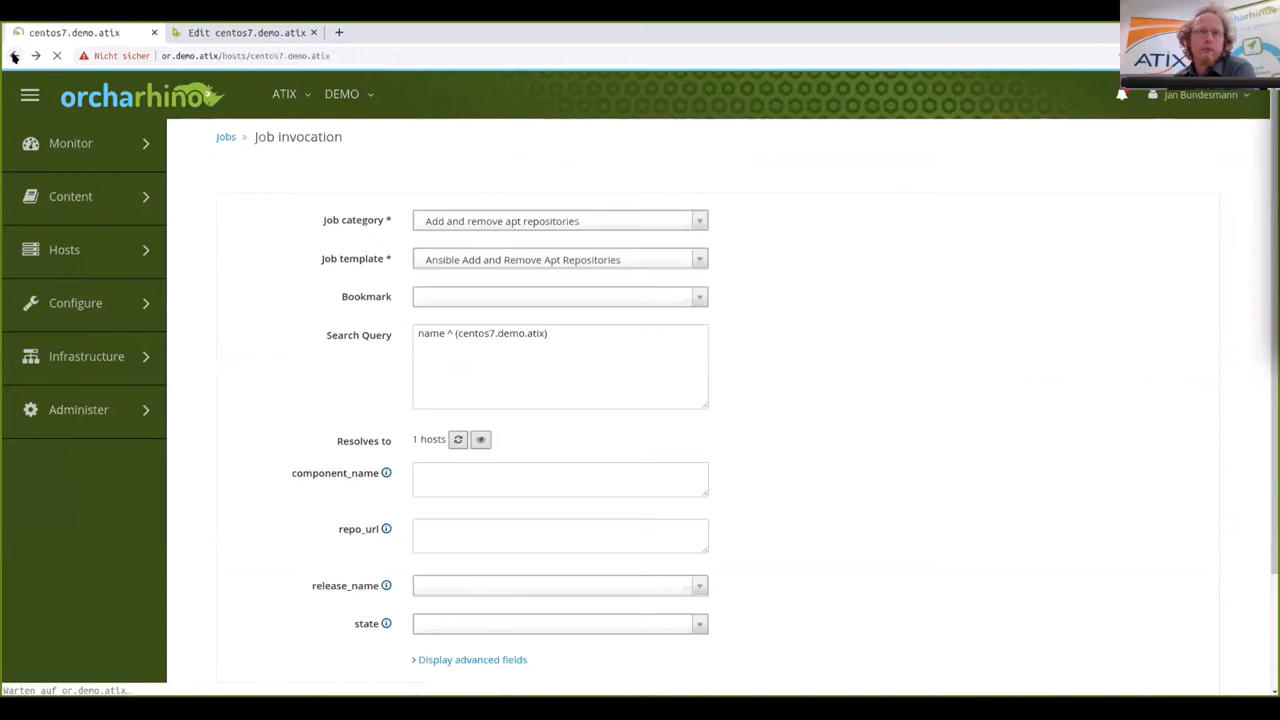 centos7.demo.atix
Edit centos7.demo.atix
Nicht sicher
or.demo.atix/hosts/centos7.demo.atix
ATIX
orcharhino
ATIX
DEMO
Jan Bundesmann
Monitor
Content
Hosts
Configure
Infrastructure
Administer
Jobs » Job invocation
Job category *
Add and remove apt repositories
Job template *
Ansible Add and Remove Apt Repositories
Bookmark
Search Query
name ^ (centos7.demo.atix)
Resolves to
1 hosts
component_name
repo_url
release_name
state
Display advanced fields
Warten auf or.demo.atix...